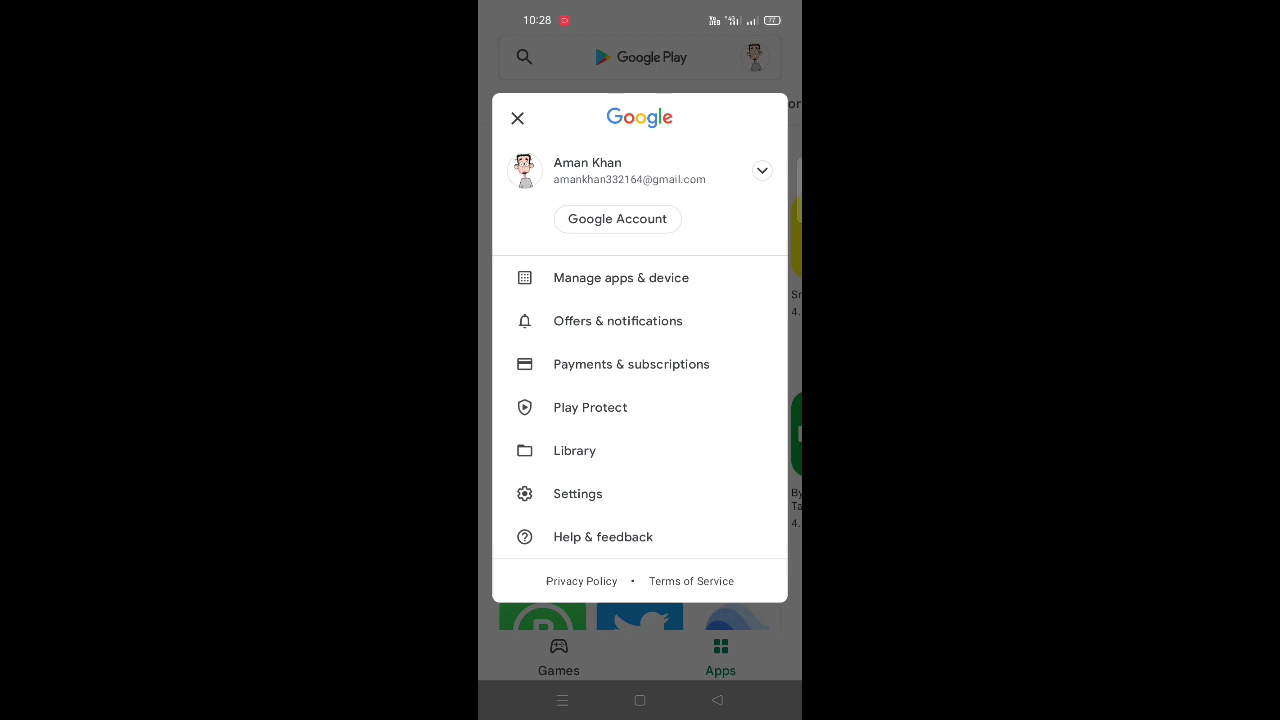 10:28
77
Google Play
Google
Aman Khan
amankhan332164@gmail.com
Google Account
Manage apps & device
Offers & notifications
Payments & subscriptions
Play Protect
Library
Settings
Help & feedback
Privacy Policy • Terms of Service
Games
Apps